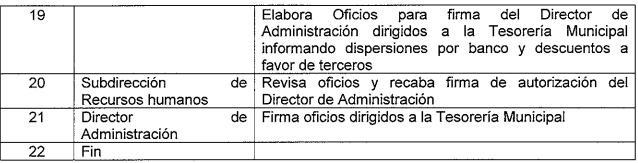 19
Elabora Oficios para firma del Director de
Administración dirigidos a la Tesorería Municipal
informando dispersiones por banco y descuentos a
favor de terceros
20 Subdirección de Revisa oficios y recaba firma de autorización del
Recursos humanos Director de Administración
21 Director de Firma oficios dirigidos a la Tesorería Municipal
Administración
22 Fin